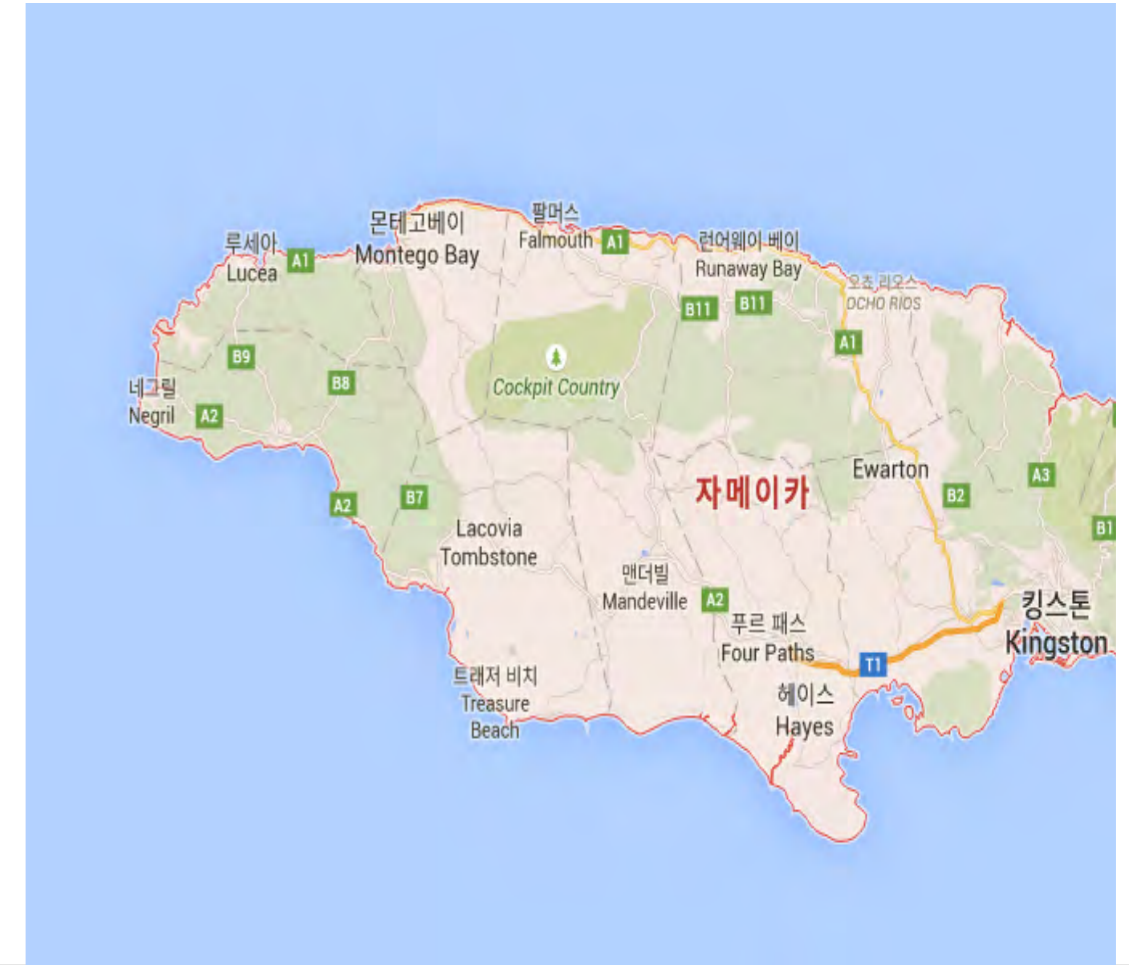 팔머스
몬테고베이
Falmouth
A1
런어웨이 베이
루세아
A1
Montego Bay
Lucea
Runaway Bay
오초 리오스
OCHO RÍOS
B11
B11
A1
B9
B8
Cockpit Country
네그릴
Negril
A2
Ewarton
A3
자메이카
B2
A2
B7
B1
Lacovia
Tombstone
맨더빌
Mandeville
A2
킹스톤
Kingston
푸르 패스
Four Paths
T1
트래저 비치
Treasure
Beach
헤이스
Hayes